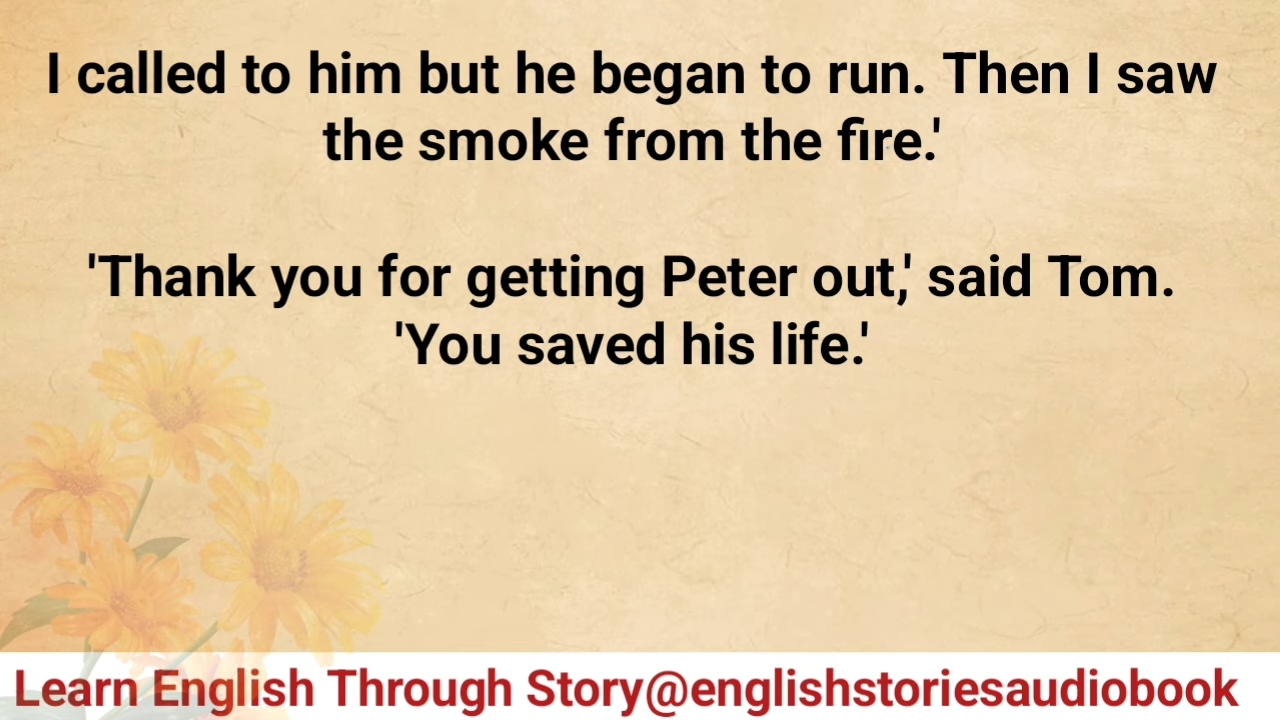 I called to him but he began to run. Then I saw
the smoke from the fire.'
'Thank you for getting Peter out,' said Tom.
'You saved his life.'
Learn English Through Story@englishstoriesaudiobook